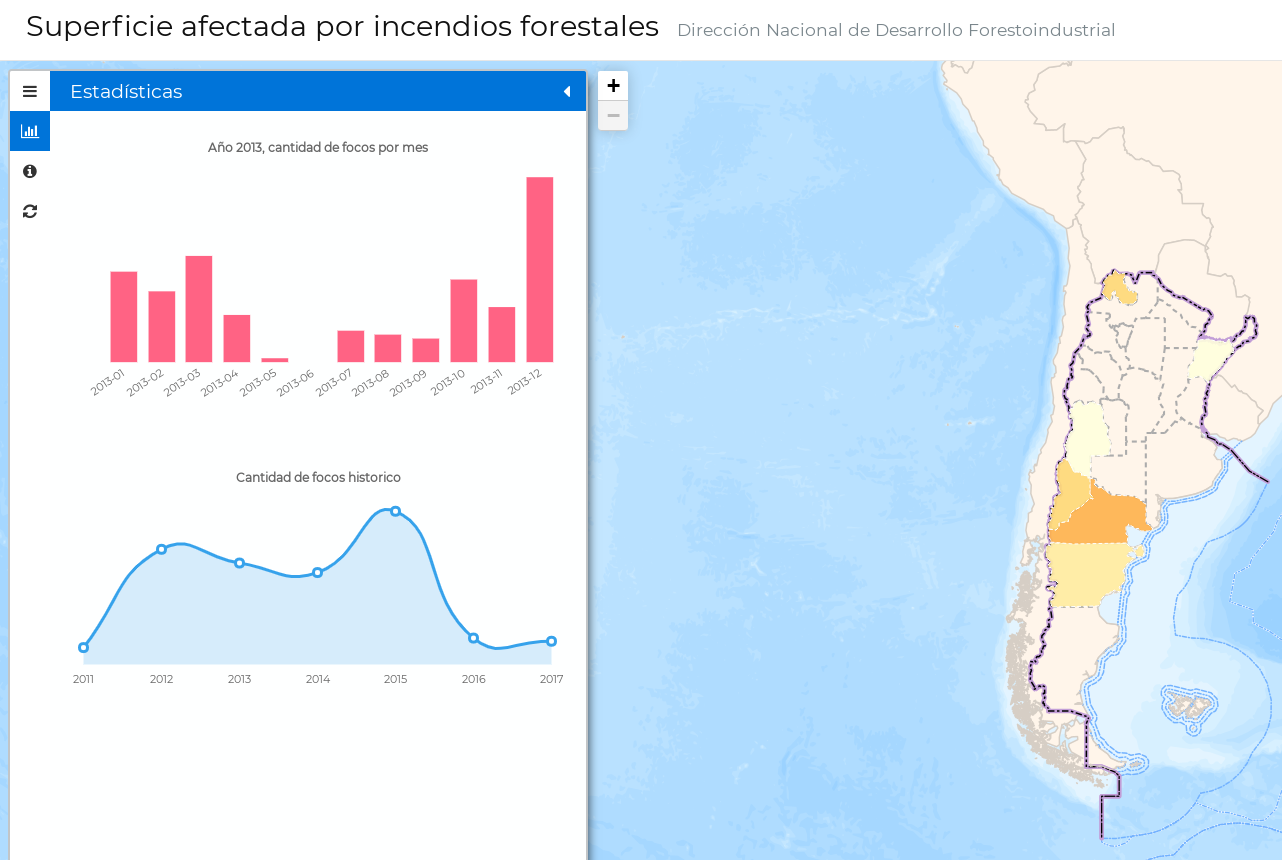 Superficie afectada por incendios forestales Dirección Nacional de Desarrollo Forestoindustrial
Estadísticas
+
−
Año 2013, cantidad de focos por mes
2013-01 2013-02 2013-03 2013-04 2013-05 2013-06 2013-07 2013-08 2013-09 2013-10 2013-11 2013-12
Cantidad de focos historico
2011 2012 2013 2014 2015 2016 2017